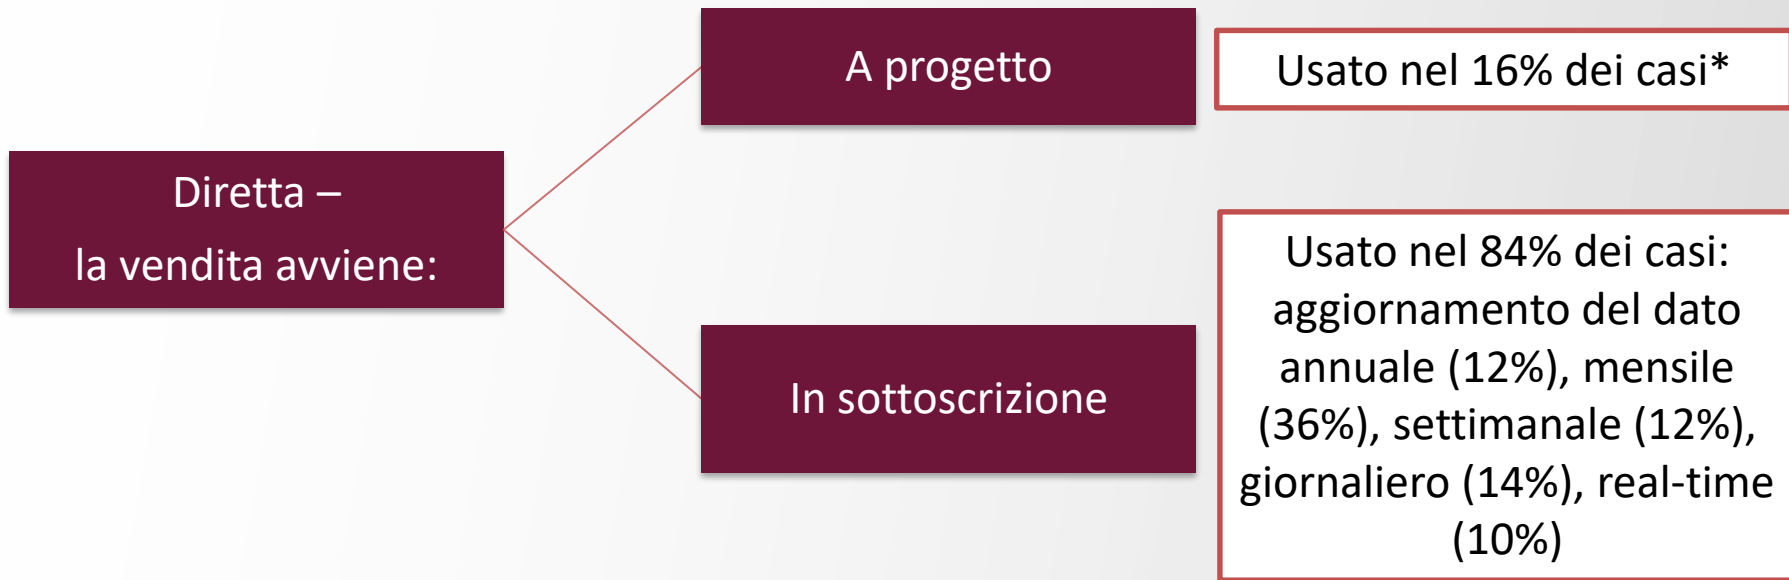 A progetto
Usato nel 16% dei casi*
Diretta –
la vendita avviene:
In sottoscrizione
Usato nel 84% dei casi:
aggiornamento del dato
annuale (12%), mensile
(36%), settimanale (12%),
giornaliero (14%), real-time
(10%)